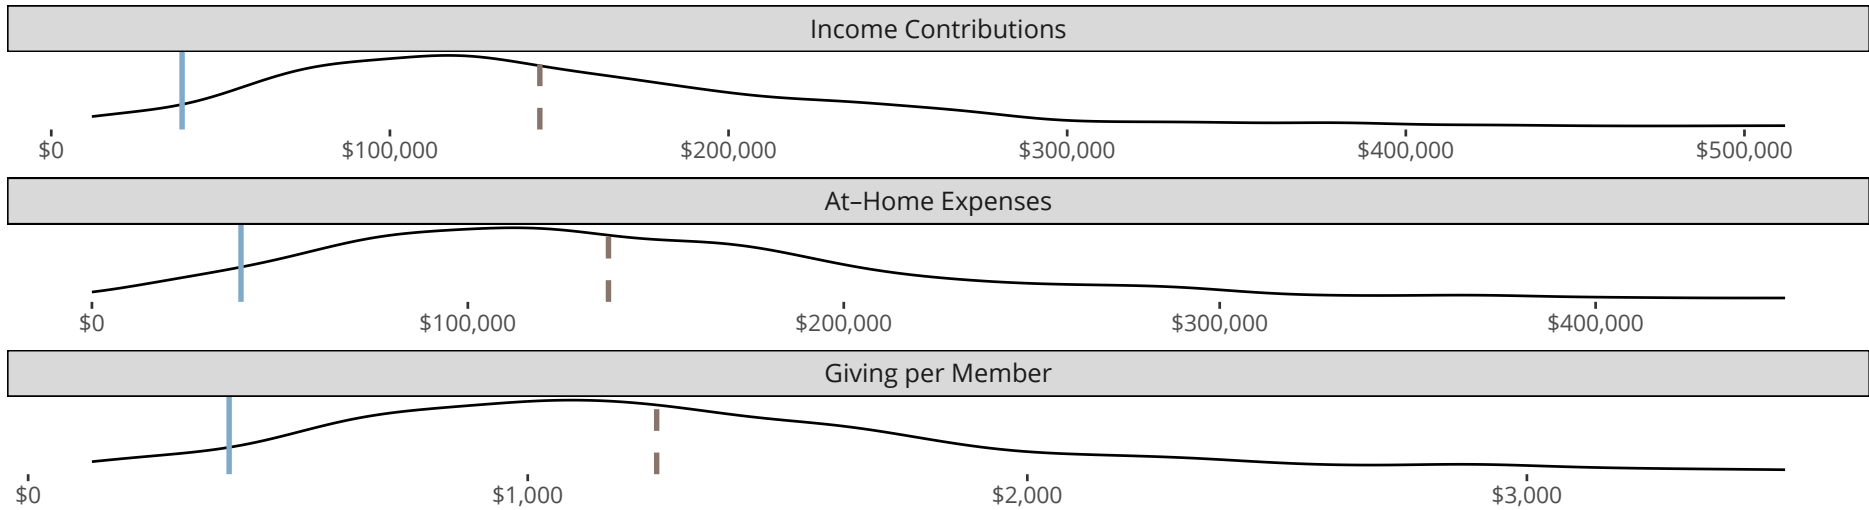 Income Contributions
$0 $100,000 $200,000 $300,000 $400,000 $500,000
At–Home Expenses
$0 $100,000 $200,000 $300,000 $400,000
Giving per Member
$0 $1,000 $2,000 $3,000